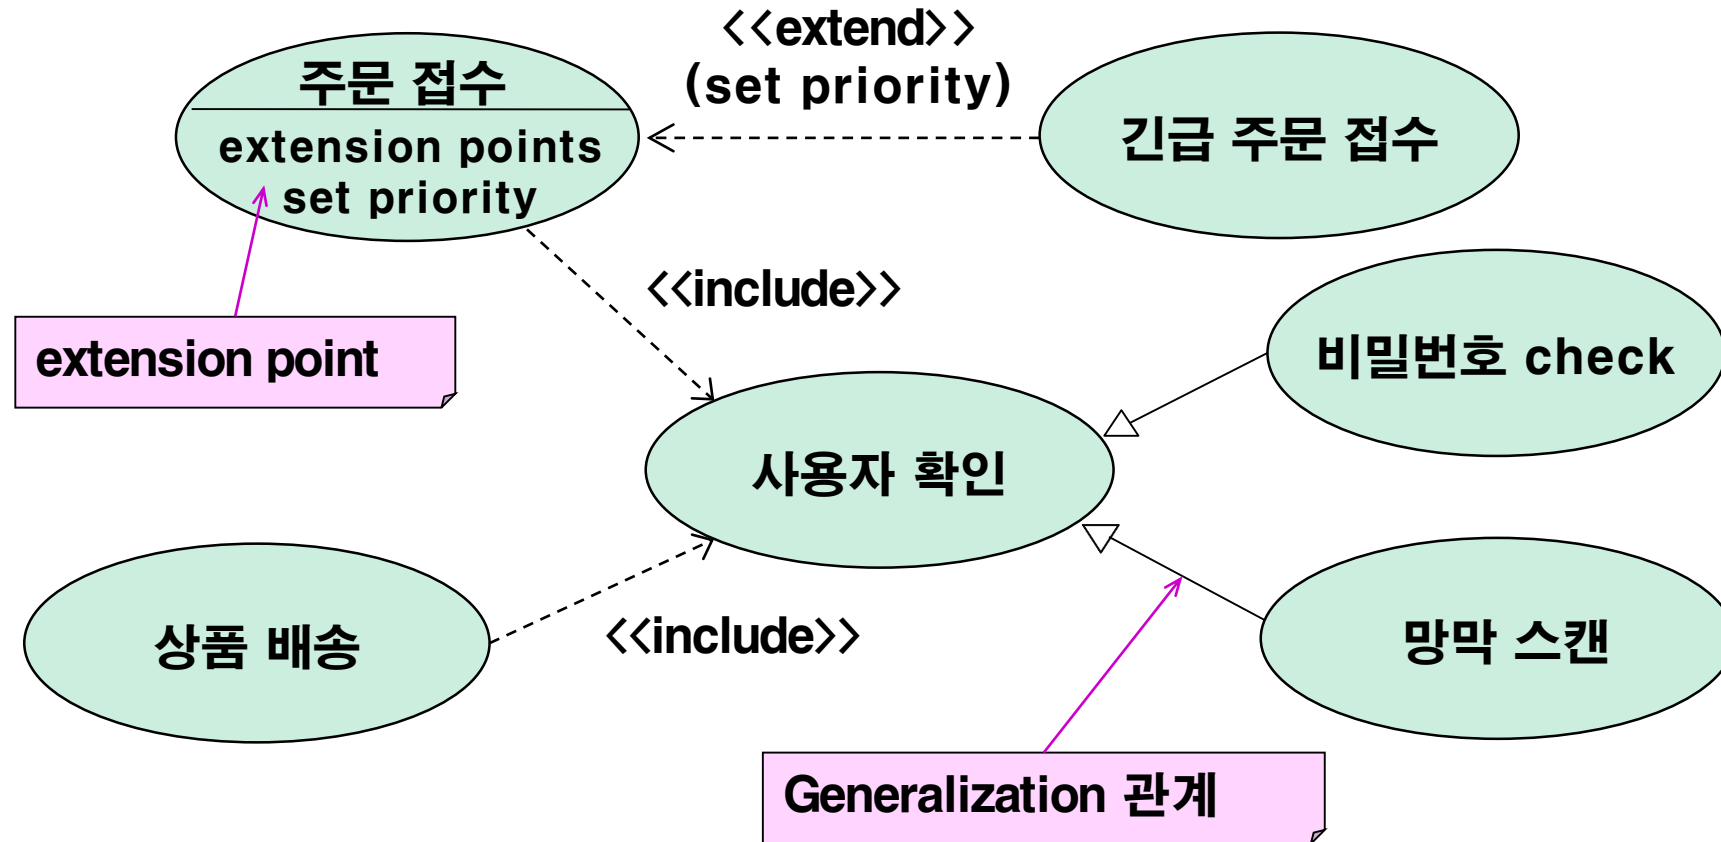 <<extend>>
(set priority)
주문 접수
extension points
set priority
긴급 주문 접수
<<include>>
extension point
비밀번호 check
사용자 확인
상품 배송
<<include>>
망막 스캔
Generalization 관계